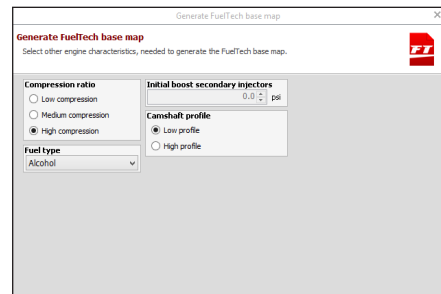 Generate FuelTech base map
Generate FuelTech base map
Select other engine characteristics, needed to generate the FuelTech base map.
FT
Compression ratio
Low compression
Medium compression
High compression
Fuel type
Alcohol
Initial boost secondary injectors
0.0 psi
Camshaft profile
Low profile
High profile